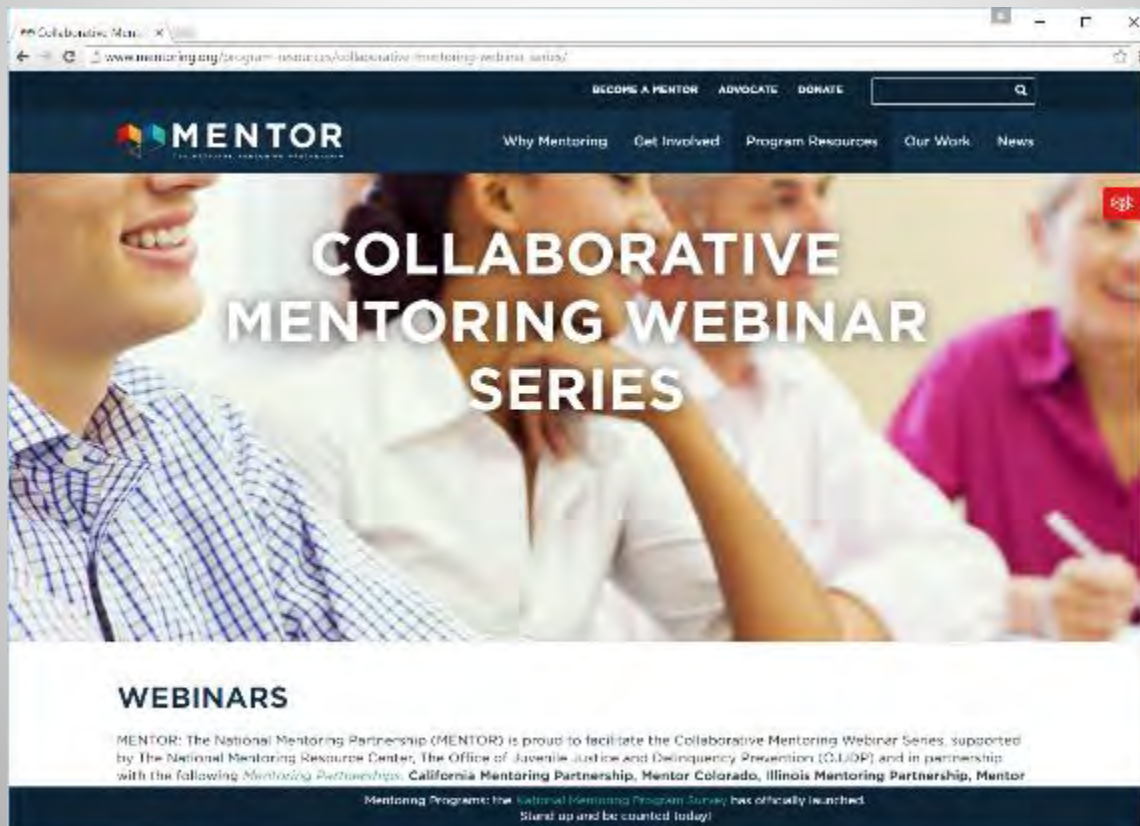 Collaborative Men
www.mentoring.org/program-resources/collaborative-mentoring-webinar-series/
BECOME A MENTOR ADVOCATE DONATE
MENTOR
THE NATIONAL MENTORING PARTNERSHIP
Why Mentoring Get Involved Program Resources Our Work News
COLLABORATIVE
MENTORING WEBINAR
SERIES
WEBINARS
MENTOR: The National Mentoring Partnership (MENTOR) is proud to facilitate the Collaborative Mentoring Webinar Series, supported
by The National Mentoring Resource Center, The Office of Juvenile Justice and Delinquency Prevention (OJJDP) and in partnership
with the following Mentoring Partnerships: California Mentoring Partnership, Mentor Colorado, Illinois Mentoring Partnership, Mentor
Mentoring Programs: the National Mentoring Program Survey has officially launched.
Stand up and be counted today!